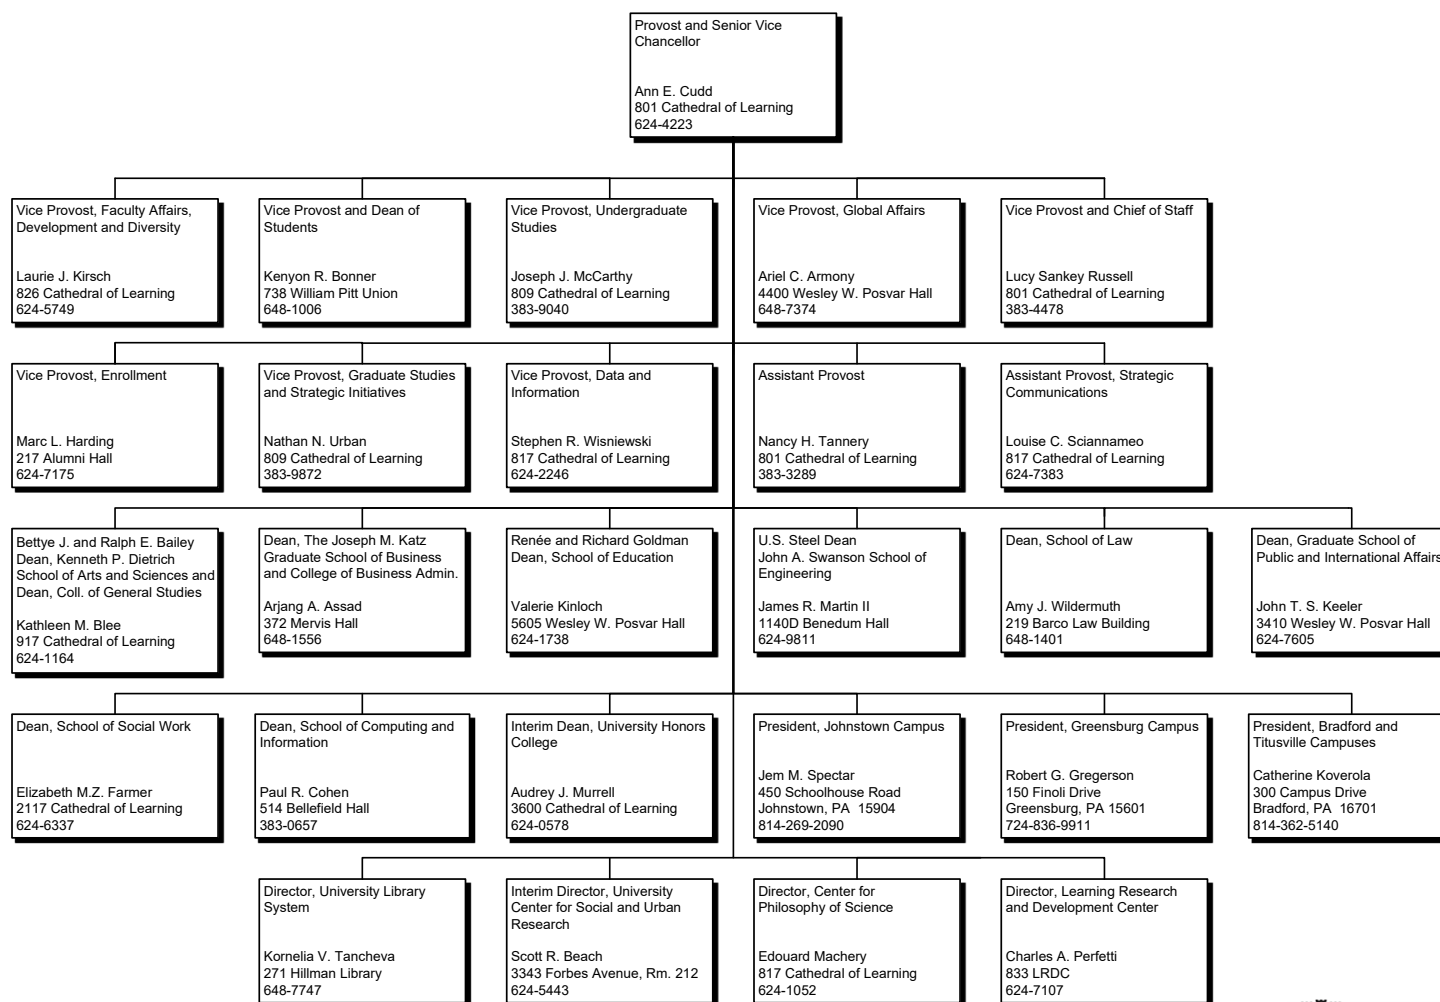 Provost and Senior Vice
Chancellor
Ann E. Cudd
801 Cathedral of Learning
624-4223
Vice Provost, Faculty Affairs,
Development and Diversity
Laurie J. Kirsch
826 Cathedral of Learning
624-5749
Vice Provost and Dean of
Students
Kenyon R. Bonner
738 William Pitt Union
648-1006
Vice Provost, Undergraduate
Studies
Joseph J. McCarthy
809 Cathedral of Learning
383-9040
Vice Provost, Global Affairs
Ariel C. Armony
4400 Wesley W. Posvar Hall
648-7374
Vice Provost and Chief of Staff
Lucy Sankey Russell
801 Cathedral of Learning
383-4478
Vice Provost, Enrollment
Marc L. Harding
217 Alumni Hall
624-7175
Vice Provost, Graduate Studies
and Strategic Initiatives
Nathan N. Urban
809 Cathedral of Learning
383-9872
Vice Provost, Data and
Information
Stephen R. Wisniewski
817 Cathedral of Learning
624-2246
Assistant Provost
Nancy H. Tannery
801 Cathedral of Learning
383-3289
Assistant Provost, Strategic
Communications
Louise C. Sciannameo
817 Cathedral of Learning
624-7383
Bettye J. and Ralph E. Bailey
Dean, Kenneth P. Dietrich
School of Arts and Sciences and
Dean, Coll. of General Studies
Kathleen M. Blee
917 Cathedral of Learning
624-1164
Dean, The Joseph M. Katz
Graduate School of Business
and College of Business Admin.
Arjang A. Assad
372 Mervis Hall
648-1556
Renée and Richard Goldman
Dean, School of Education
Valerie Kinloch
5605 Wesley W. Posvar Hall
624-1738
U.S. Steel Dean
John A. Swanson School of
Engineering
James R. Martin II
1140D Benedum Hall
624-9811
Dean, School of Law
Amy J. Wildermuth
219 Barco Law Building
648-1401
Dean, Graduate School of
Public and International Affairs
John T. S. Keeler
3410 Wesley W. Posvar Hall
624-7605
Dean, School of Social Work
Elizabeth M.Z. Farmer
2117 Cathedral of Learning
624-6337
Dean, School of Computing and
Information
Paul R. Cohen
514 Bellefield Hall
383-0657
Interim Dean, University Honors
College
Audrey J. Murrell
3600 Cathedral of Learning
624-0578
President, Johnstown Campus
Jem M. Spectar
450 Schoolhouse Road
Johnstown, PA 15904
814-269-2090
President, Greensburg Campus
Robert G. Gregerson
150 Finoli Drive
Greensburg, PA 15601
724-836-9911
President, Bradford and
Titusville Campuses
Catherine Koverola
300 Campus Drive
Bradford, PA 16701
814-362-5140
Director, University Library
System
Kornelia V. Tancheva
271 Hillman Library
648-7747
Interim Director, University
Center for Social and Urban
Research
Scott R. Beach
3343 Forbes Avenue, Rm. 212
624-5443
Director, Center for
Philosophy of Science
Edouard Machery
817 Cathedral of Learning
624-1052
Director, Learning Research
and Development Center
Charles A. Perfetti
833 LRDC
624-7107